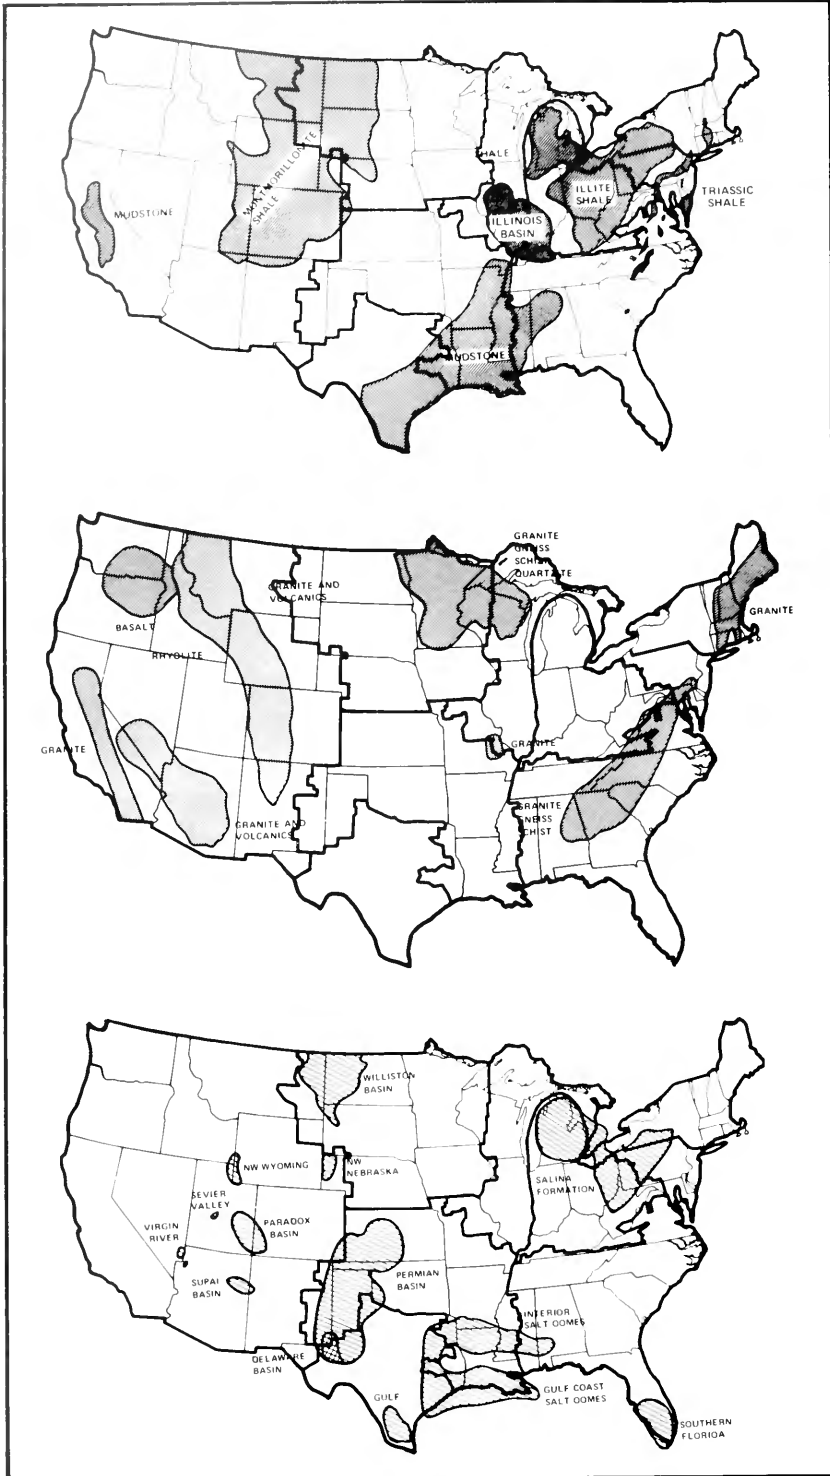 SHALE
MONTMORILLONITE
SHALE
MUDSTONE
ILLITE
SHALE
TRIASSIC
SHALE
ILLINOIS
BASIN
MUDSTONE
GRANITE
GNEISS
SCHIST
QUARTZITE
GRANITE AND
VOLCANICS
GRANITE
BASALT
RHYOLITE
GRANITE
GRANITE
GRANITE
GNEISS
SCHIST
GRANITE AND
VOLCANICS
WILLISTON
BASIN
NW WYOMING
NW
NEBRASKA
SALINA
FORMATION
SEVIER
VALLEY
VIRGIN
RIVER
PARADOX
BASIN
SUPAI
BASIN
PERMIAN
BASIN
INTERIOR
SALT DOMES
DELAWARE
BASIN
GULF
GULF COAST
SALT DOMES
SOUTHERN
FLORIDA